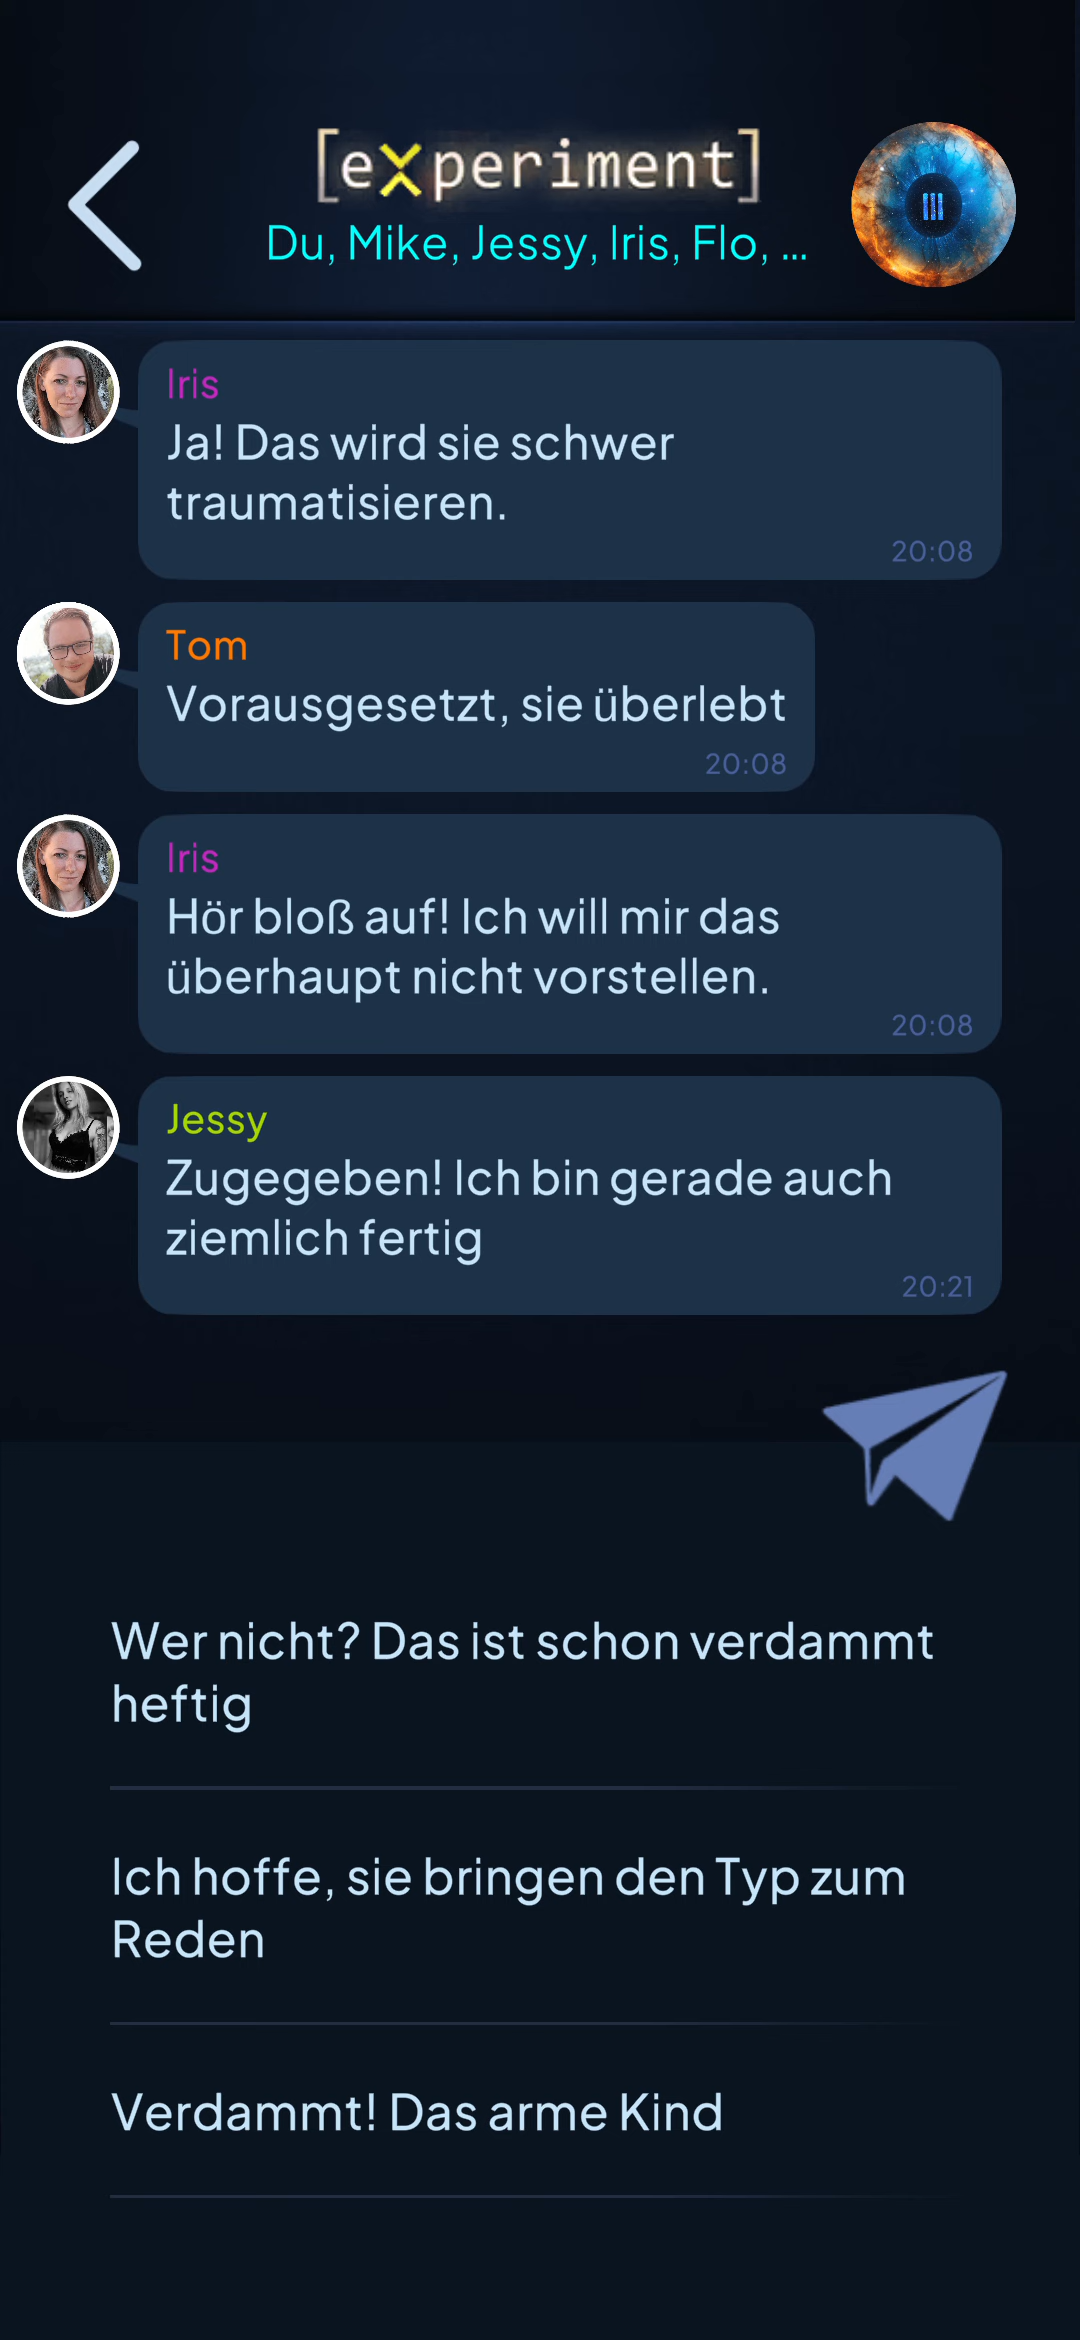 [eXperiment]
Du, Mike, Jessy, Iris, Flo, ...
Iris
Ja! Das wird sie schwer
traumatisieren.
20:08
Tom
Vorausgesetzt, sie überlebt
20:08
Iris
Hör bloß auf! Ich will mir das
überhaupt nicht vorstellen.
20:08
Jessy
Zugegeben! Ich bin gerade auch
ziemlich fertig
20:21
Wer nicht? Das ist schon verdammt
heftig
Ich hoffe, sie bringen den Typ zum
Reden
Verdammt! Das arme Kind